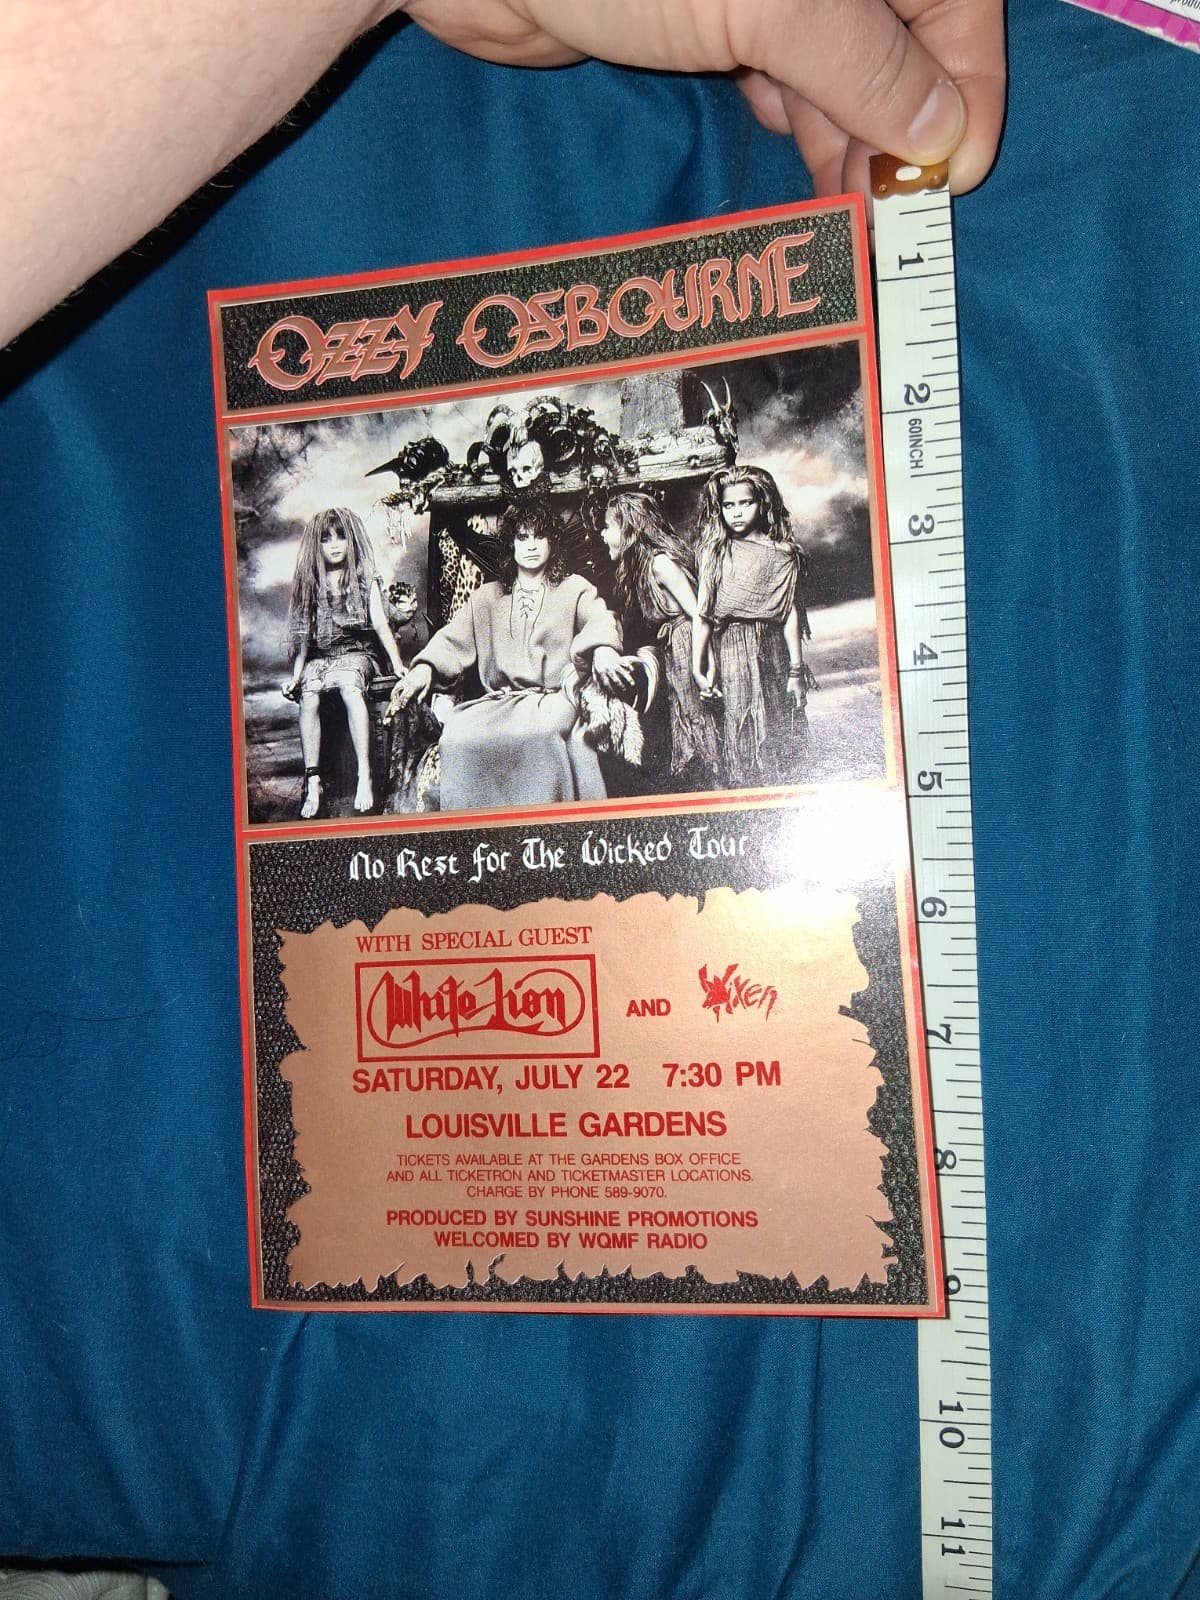 OZZY OSBOURNE
No Rest for The Wicked Tour
WITH SPECIAL GUEST
White Lion AND Vixen
SATURDAY, JULY 22 7:30 PM
LOUISVILLE GARDENS
TICKETS AVAILABLE AT THE GARDENS BOX OFFICE
AND ALL TICKETRON AND TICKETMASTER LOCATIONS.
CHARGE BY PHONE 589-9070.
PRODUCED BY SUNSHINE PROMOTIONS
WELCOMED BY WQMF RADIO
1
2
60INCH
3
4
5
6
7
8
9
10
11